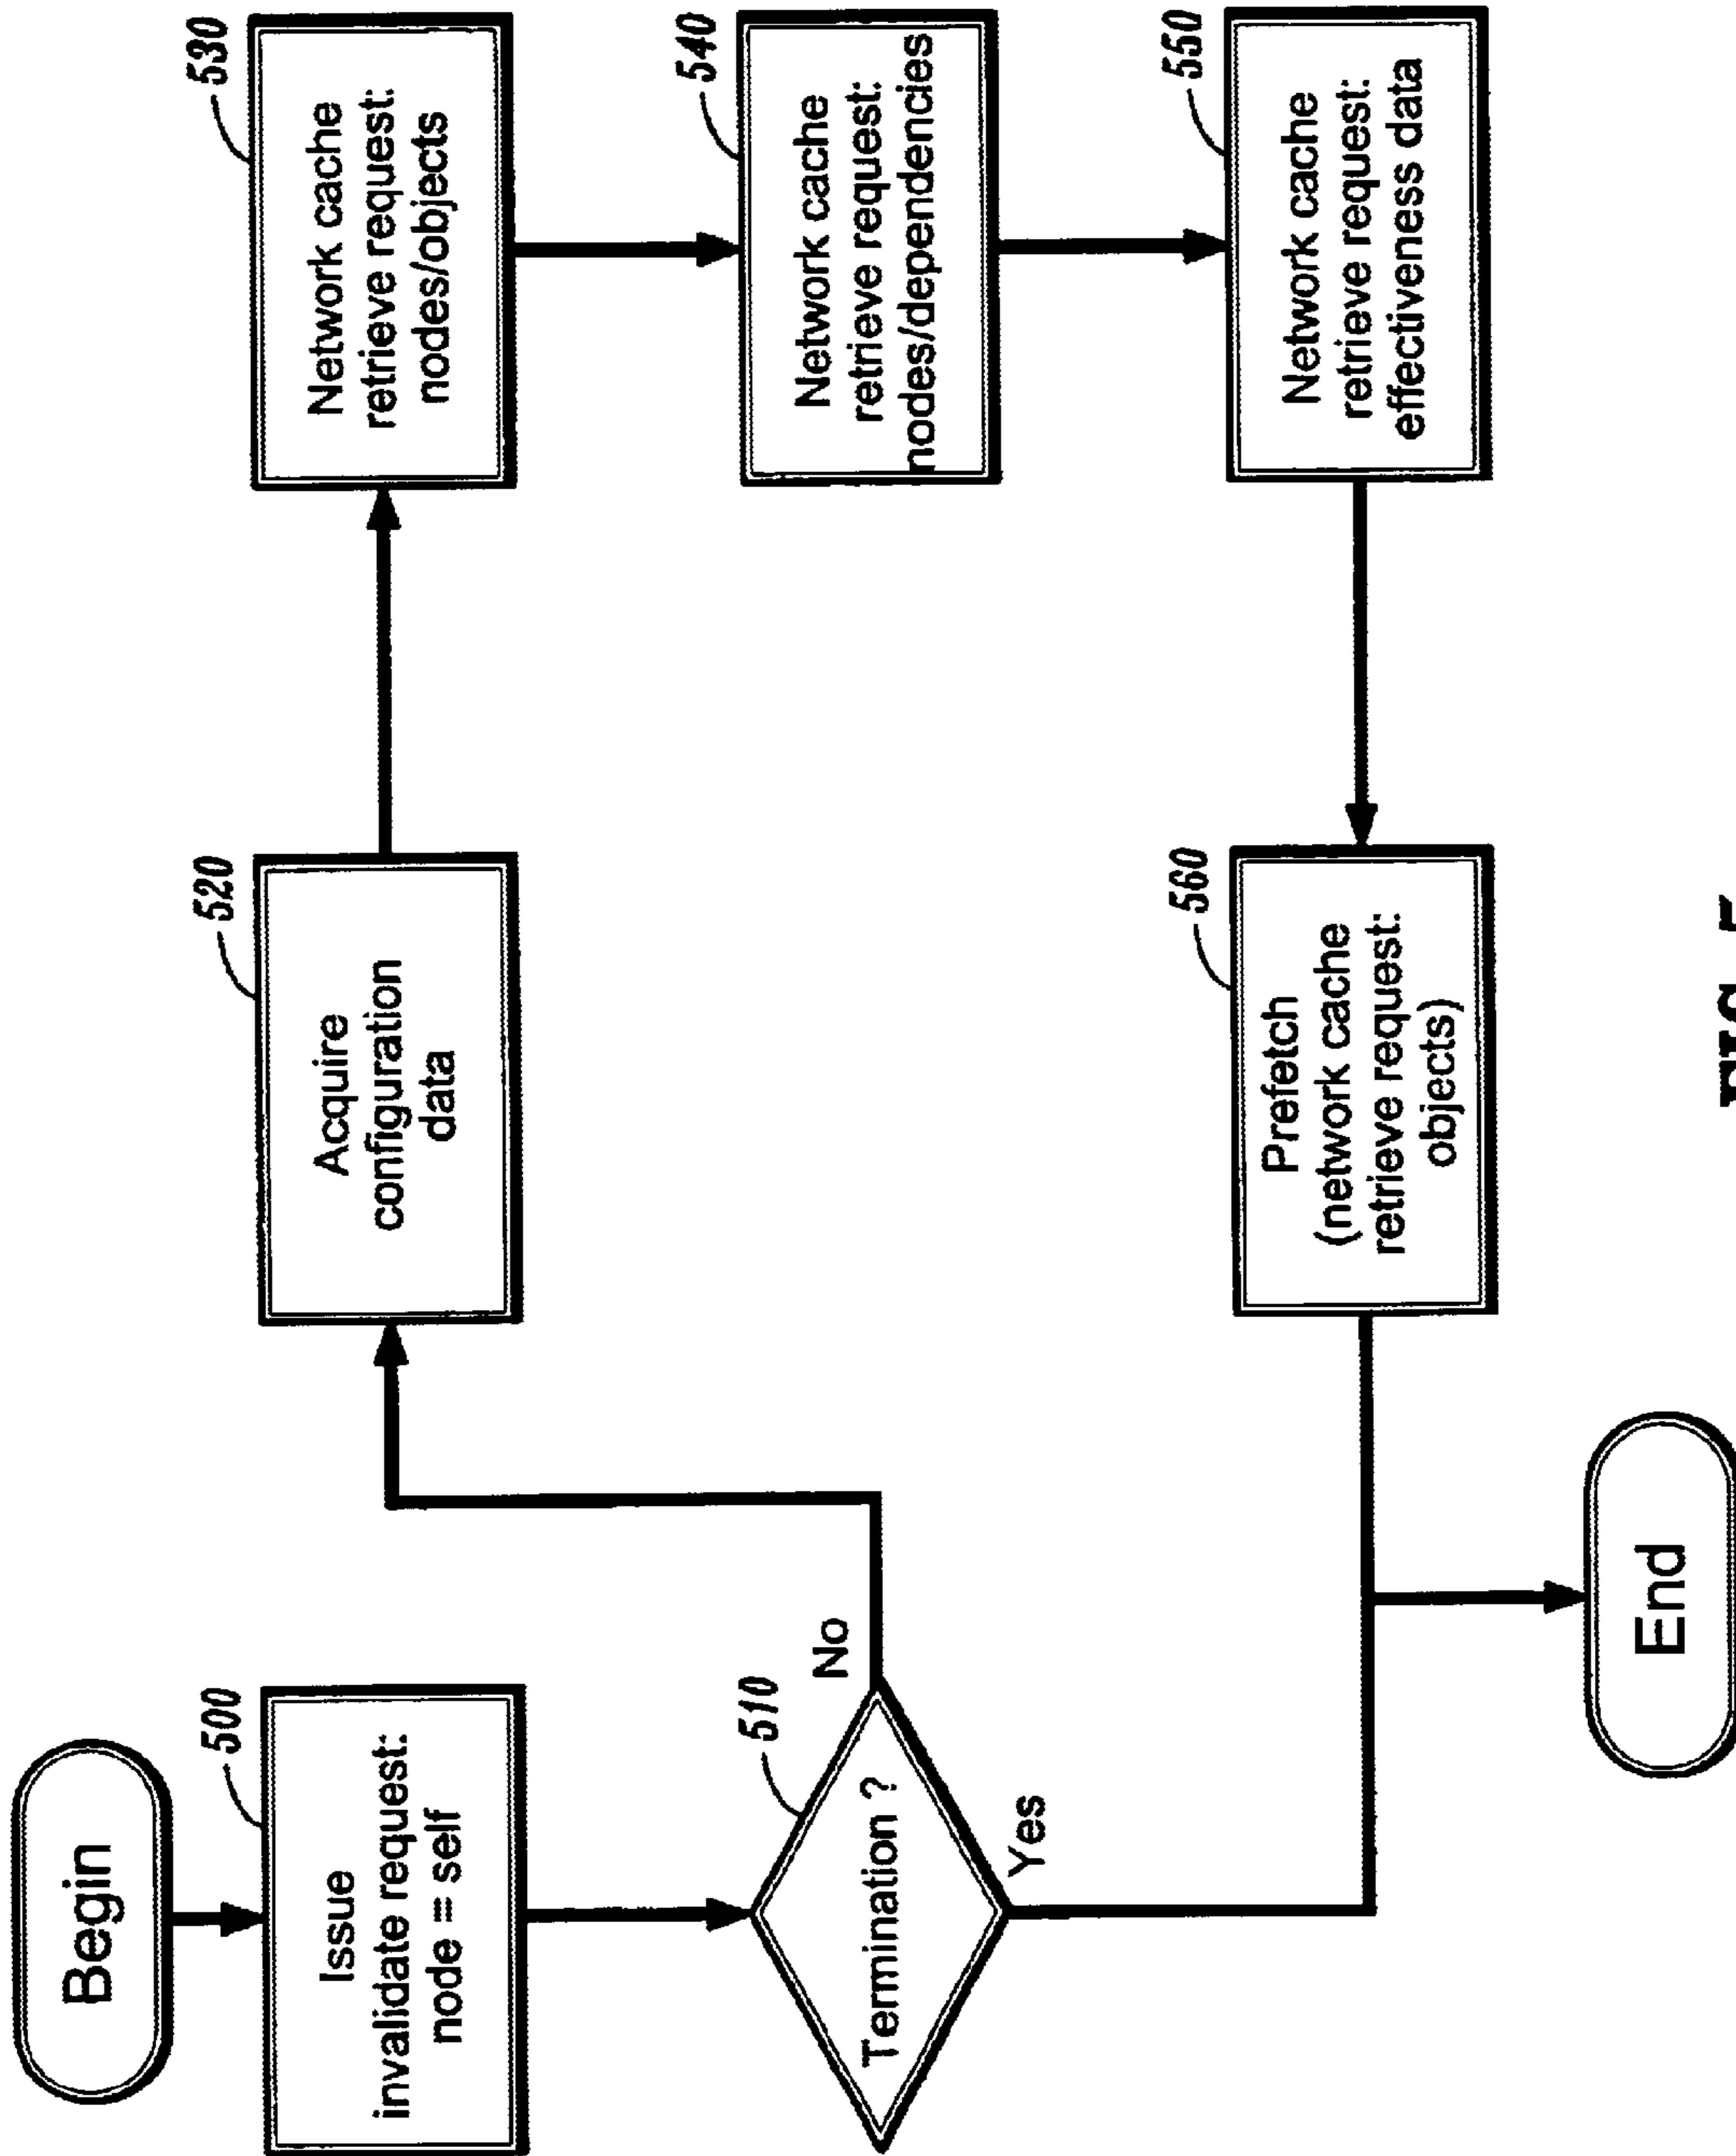 Begin
500
Issue
invalidate request:
node = self
510
Termination ?
No
Yes
520
Acquire
configuration
data
530
Network cache
retrieve request:
nodes/objects
540
Network cache
retrieve request:
nodes/dependencies
550
Network cache
retrieve request:
effectiveness data
560
Prefetch
(network cache
retrieve request:
objects)
End